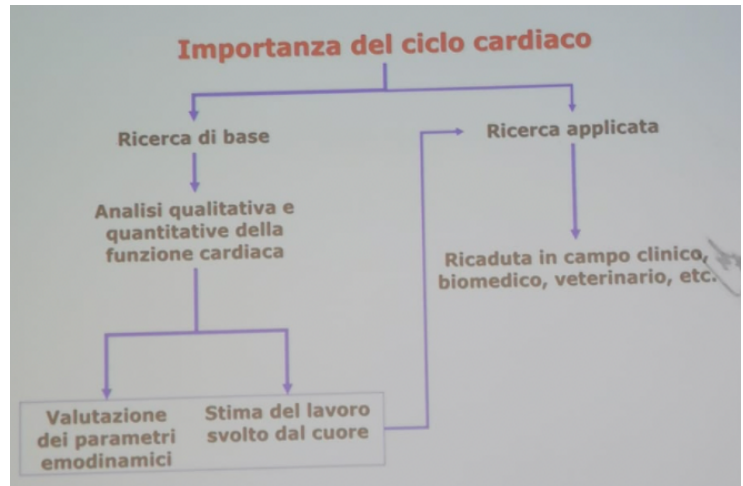 Importanza del ciclo cardiaco
Ricerca di base
Ricerca applicata
Analisi qualitativa e
quantitative della
funzione cardiaca
Ricaduta in campo clinico,
biomedico, veterinario, etc.
Valutazione
dei parametri
emodinamici
Stima del lavoro
svolto dal cuore